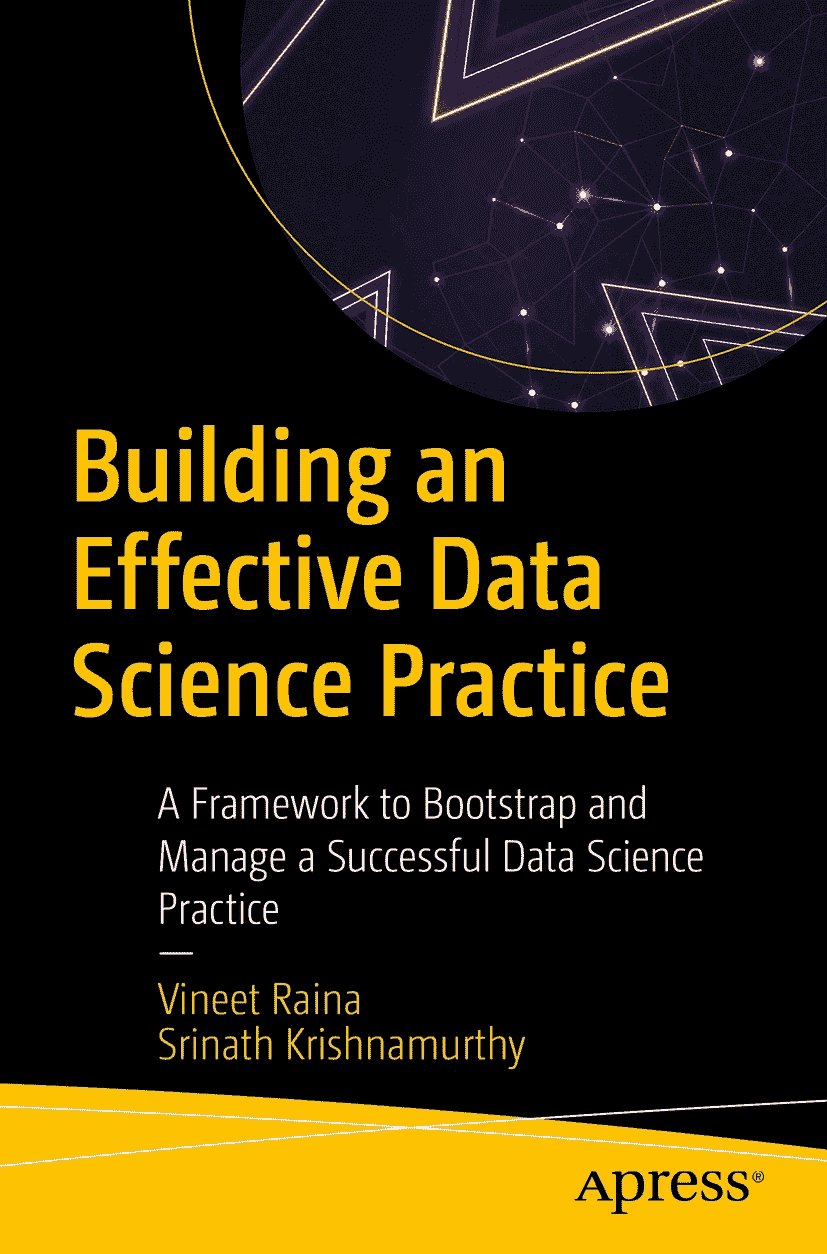 Building an
Effective Data
Science Practice
A Framework to Bootstrap and
Manage a Successful Data Science
Practice
Vineet Raina
Srinath Krishnamurthy
Apress®